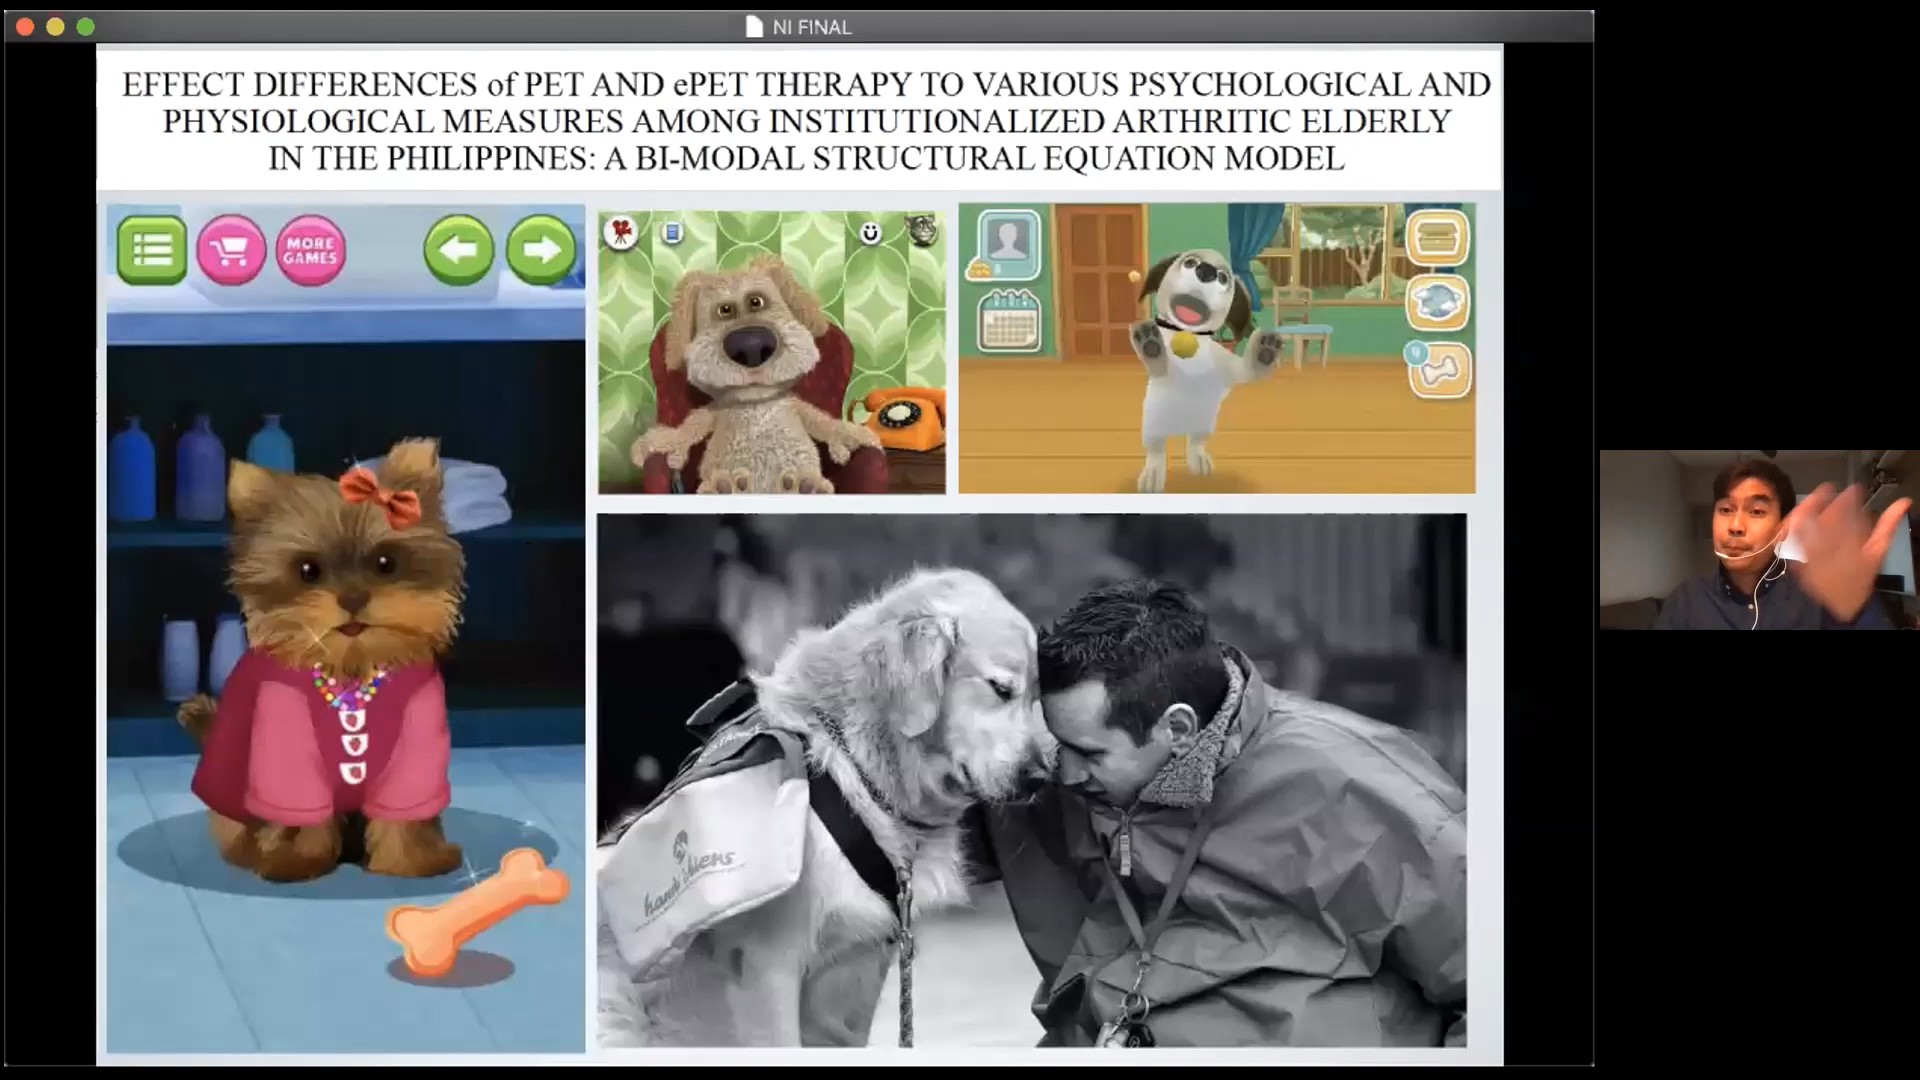 NI FINAL
EFFECT DIFFERENCES of PET AND ePET THERAPY TO VARIOUS PSYCHOLOGICAL AND
PHYSIOLOGICAL MEASURES AMONG INSTITUTIONALIZED ARTHRITIC ELDERLY
IN THE PHILIPPINES: A BI-MODAL STRUCTURAL EQUATION MODEL
MORE
GAMES